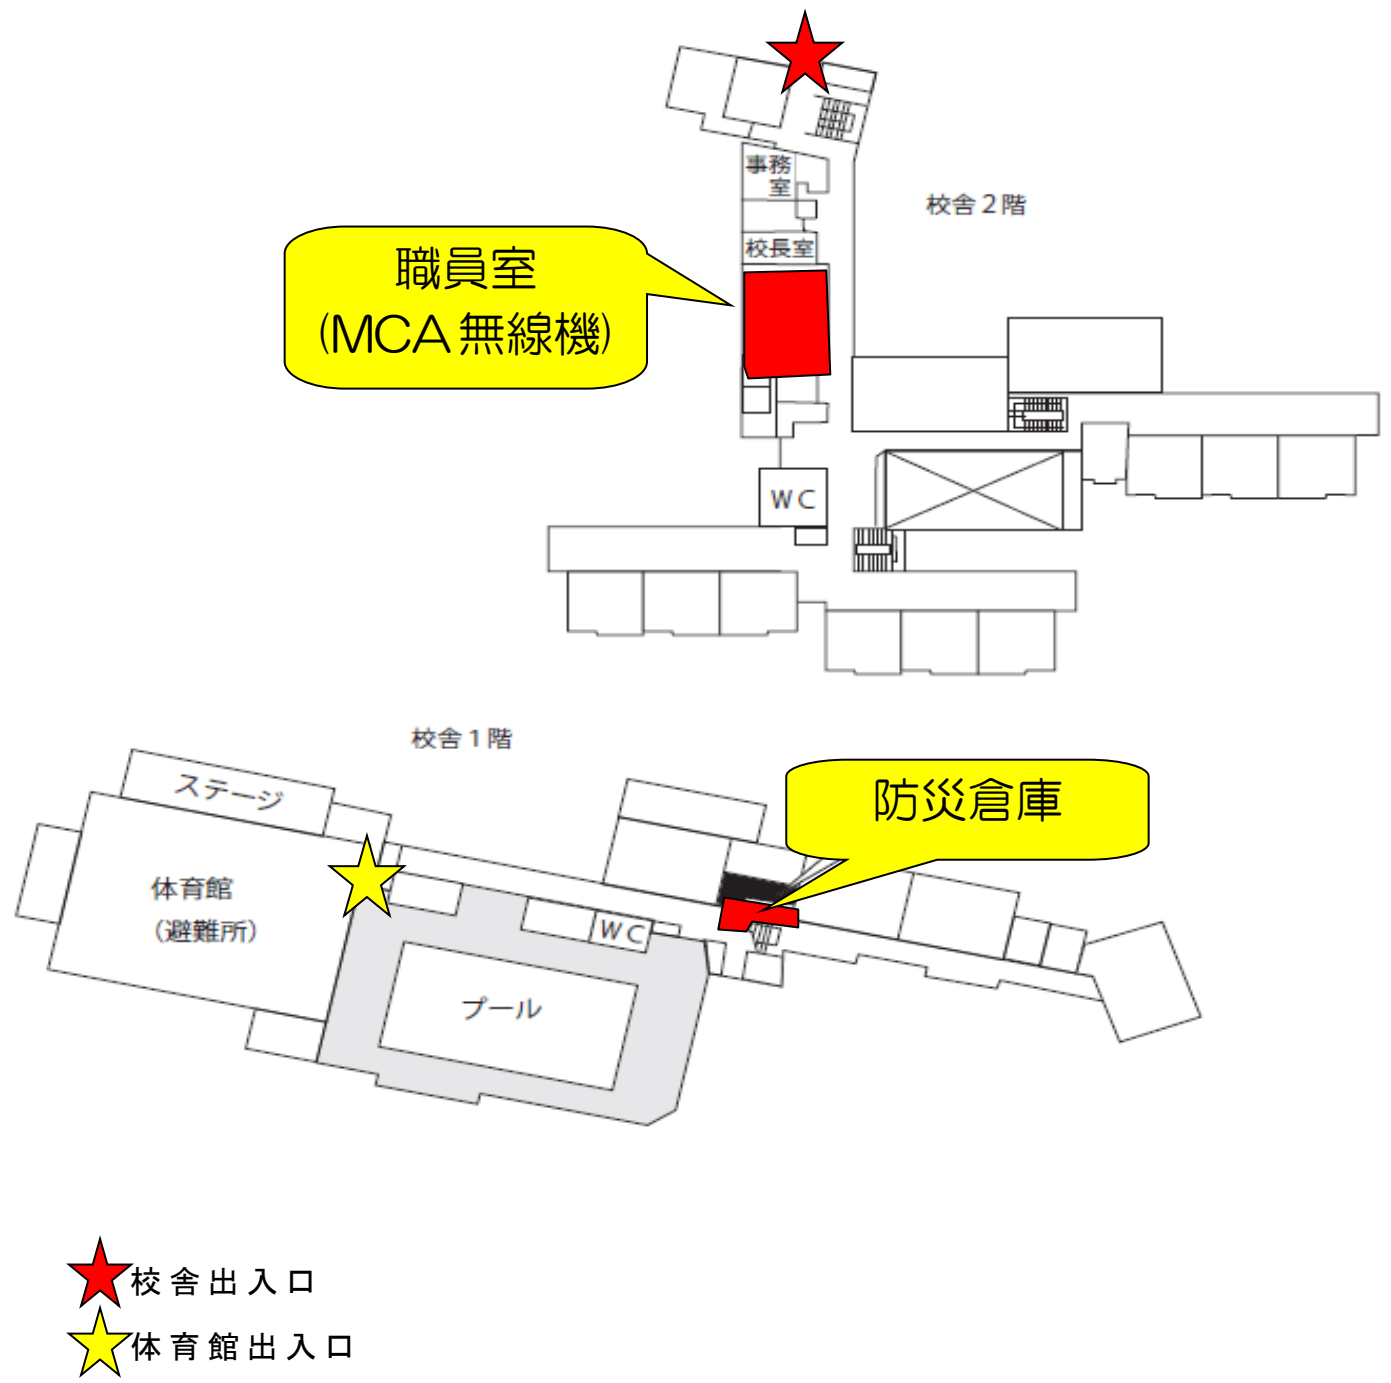 事務
室
校舎2階
校長室
職員室
(MCA無線機)
WC
校舎1階
ステージ
防災倉庫
体育館
(避難所)
WC
プール
校舎出入口
体育館出入口